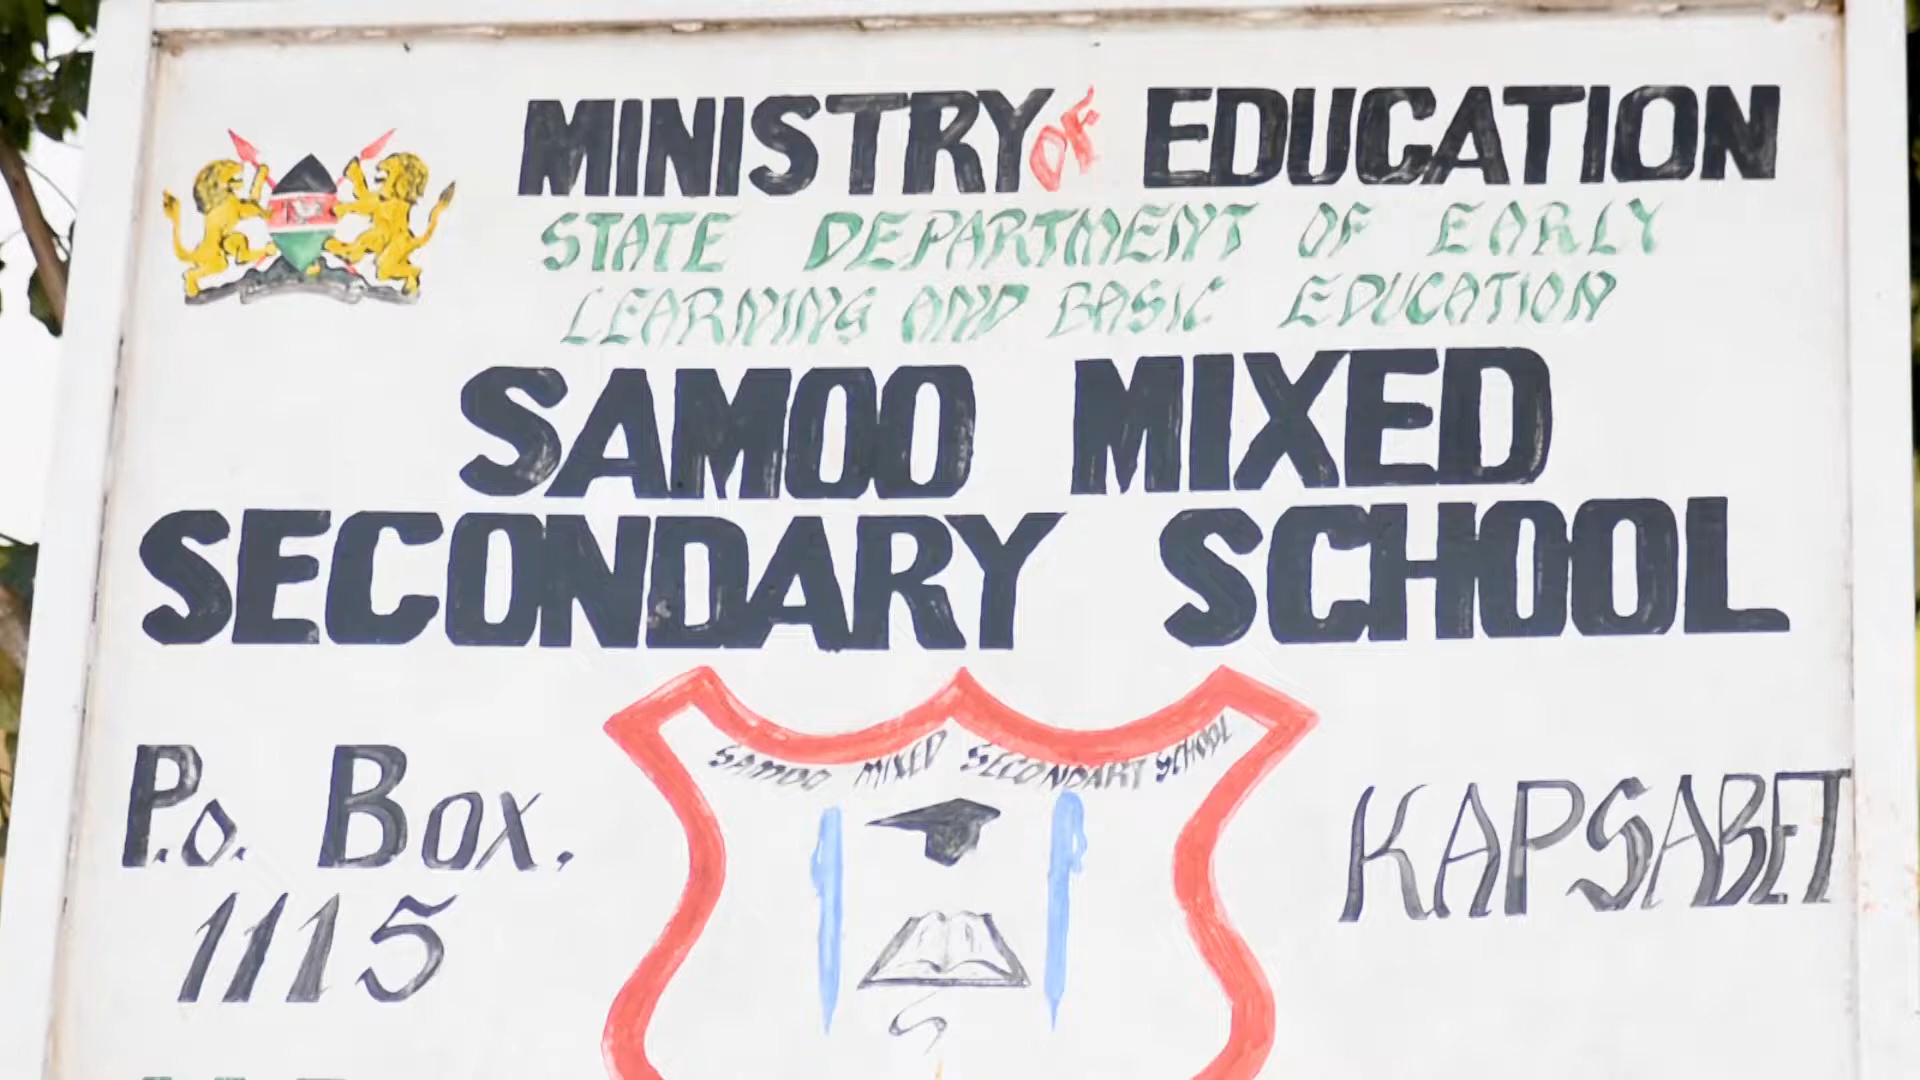 MINISTRY OF EDUCATION
STATE DEPARTMENT OF EARLY
LEARNING AND BASIC EDUCATION
SAMOO MIXED
SECONDARY SCHOOL
SAMOO MIXED SECONDARY SCHOOL
P.o. Box.
1115
KAPSABET